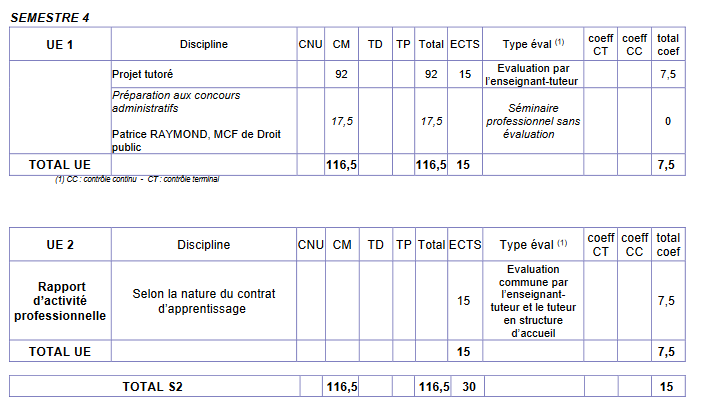 SEMESTRE 4
UE 1 Discipline CNU CM TD TP Total ECTS Type éval (1) coeff CT coeff CC total coef
Projet tutoré 92 92 15 Evaluation par l'enseignant-tuteur 7,5
Préparation aux concours administratifs
Patrice RAYMOND, MCF de Droit public
17,5 17,5 Séminaire professionnel sans évaluation 0
TOTAL UE 116,5 116,5 15 7,5
(1) CC : contrôle continu - CT : contrôle terminal
UE 2 Discipline CNU CM TD TP Total ECTS Type éval (1) coeff CT coeff CC total coef
Rapport d'activité professionnelle Selon la nature du contrat d'apprentissage 15 Evaluation commune par l'enseignant-tuteur et le tuteur en structure d'accueil 7,5
TOTAL UE 15 7,5
TOTAL S2 116,5 116,5 30 15